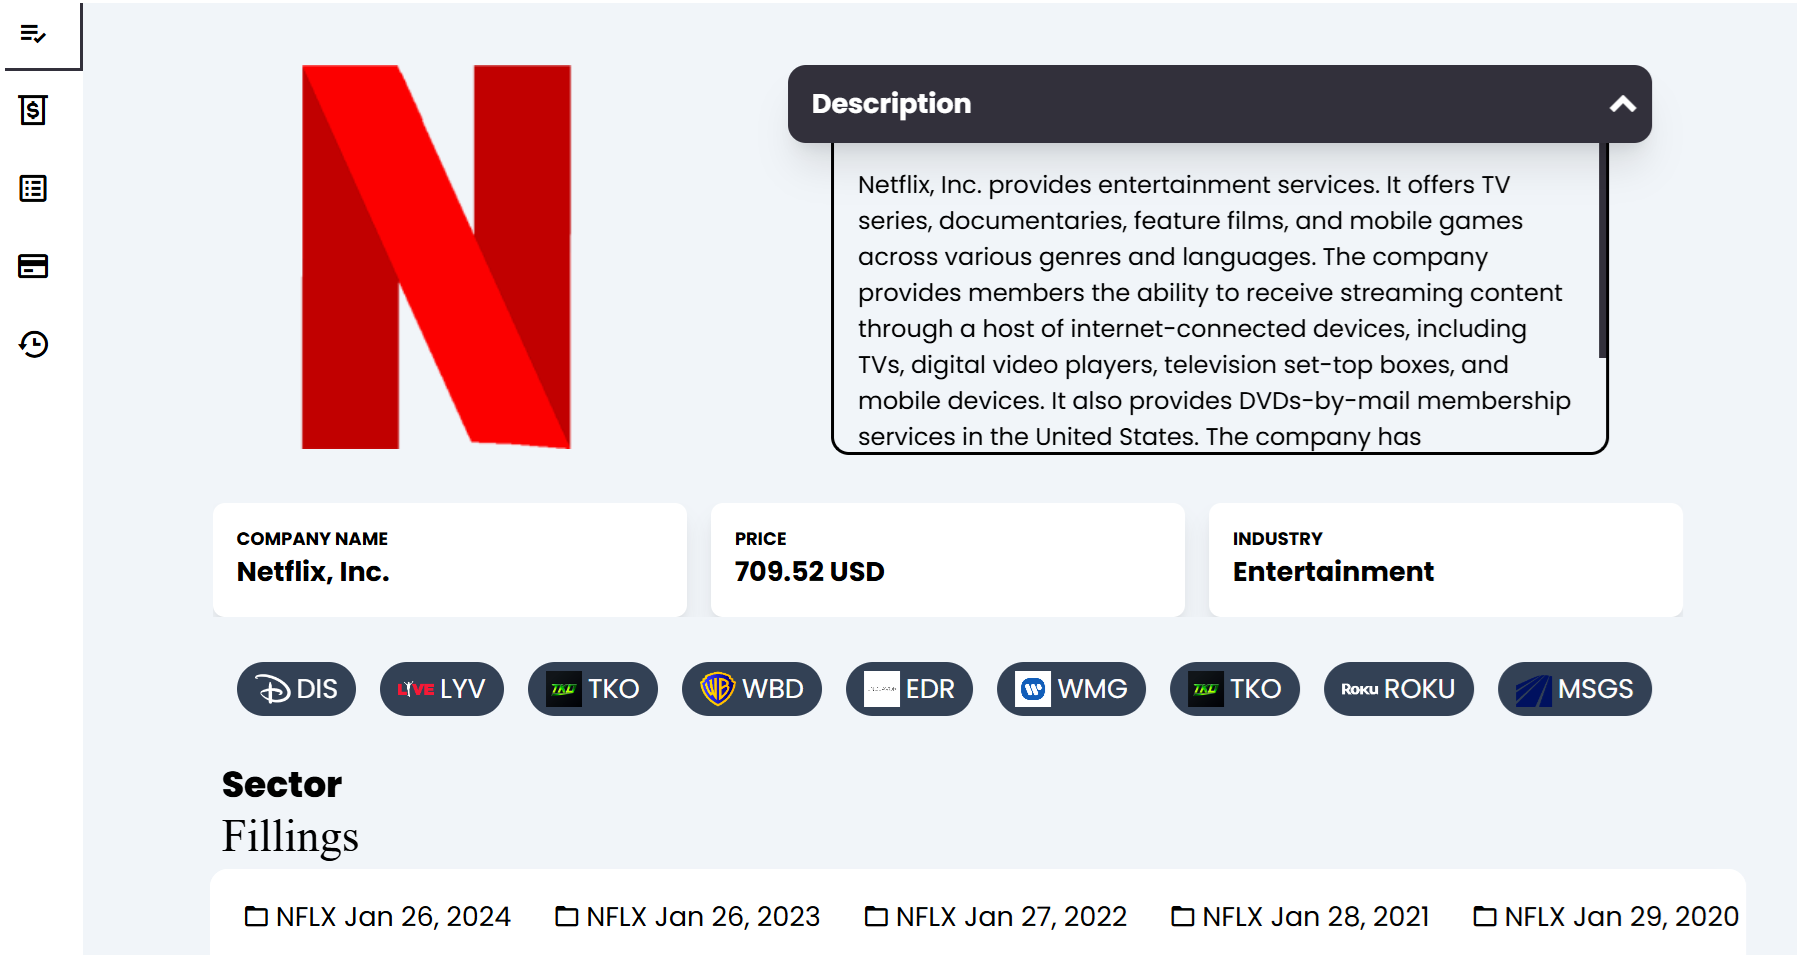 Description
Netflix, Inc. provides entertainment services. It offers TV
series, documentaries, feature films, and mobile games
across various genres and languages. The company
provides members the ability to receive streaming content
through a host of internet-connected devices, including
TVs, digital video players, television set-top boxes, and
mobile devices. It also provides DVDs-by-mail membership
services in the United States. The company has
COMPANY NAME
Netflix, Inc.
PRICE
709.52 USD
INDUSTRY
Entertainment
DIS
LIVE LYV
TKO TKO
WB WBD
EDR
WMG
TKO TKO
ROKU ROKU
MSGS
Sector
Fillings
NFLX Jan 26, 2024
NFLX Jan 26, 2023
NFLX Jan 27, 2022
NFLX Jan 28, 2021
NFLX Jan 29, 2020